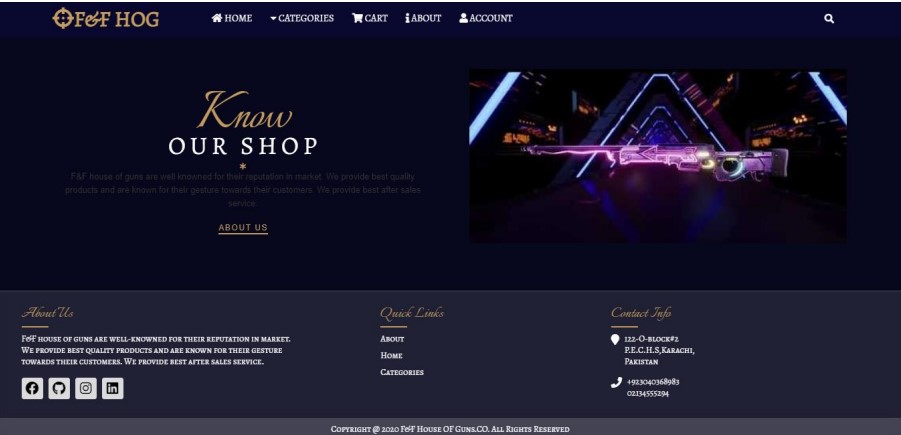 F&F HOG
HOME CATEGORIES CART ABOUT ACCOUNT
Know
OUR SHOP
*
F&F house of guns are well knowned for their reputation in market. We provide best quality
products and are known for their gesture towards their customers. We provide best after sales
service
ABOUT US
About Us
F&F house of guns are well-knowned for their reputation in market.
We provide best quality products and are known for their gesture
towards their customers. We provide best after sales service.
Quick Links
About
Home
Categories
Contact Info
122-O-block#2
P.E.C.H.S,Karachi,
Pakistan
+923040368983
02134555294
Copyright @ 2020 F&F House Of Guns.CO. All Rights Reserved